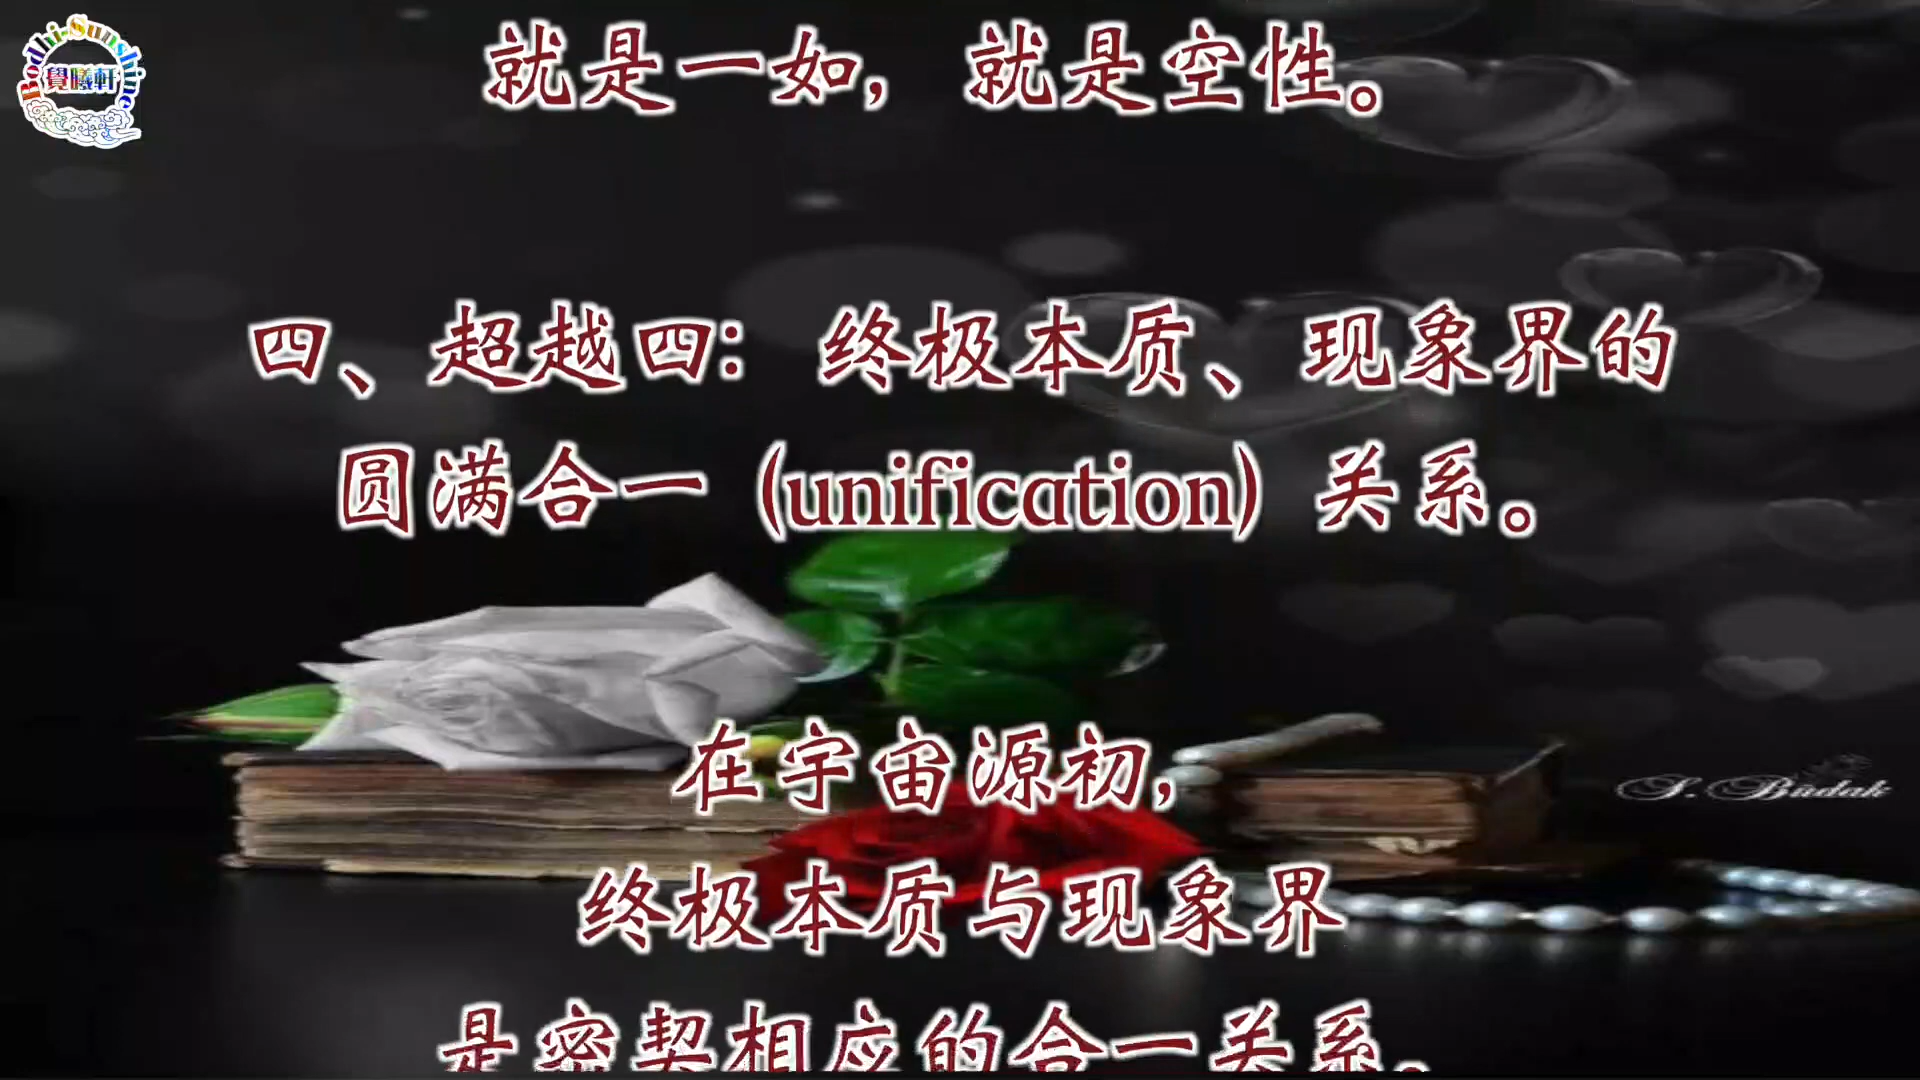 Bodhi-Sunshine
覺曦軒
就是一如，就是空性。
四、超越四：终极本质、现象界的
圆满合一（unification）关系。
在宇宙源初，
S. Budak
终极本质与现象界
是密契相应的合一关系。